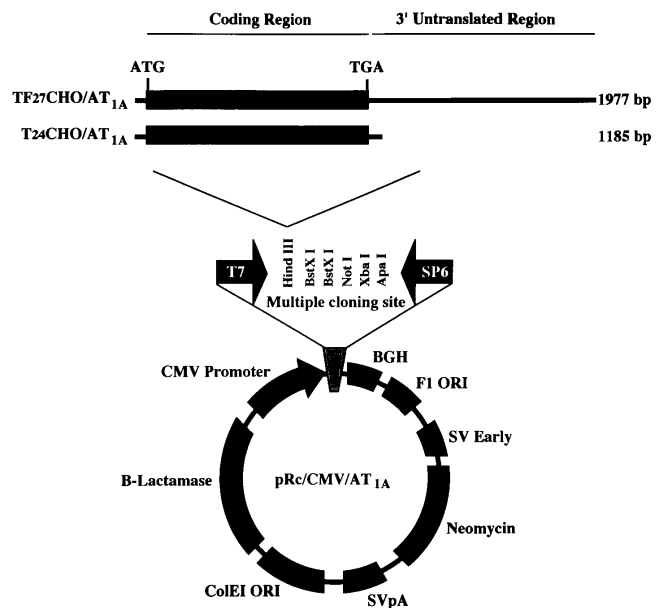 Coding Region
3' Untranslated Region
ATG
TGA
TF27CHO/AT1A
1977 bp
T24CHO/AT1A
1185 bp
Hind III
BstX I
BstX I
Not I
Xba I
Apa I
T7
SP6
Multiple cloning site
CMV Promoter
BGH
F1 ORI
SV Early
B-Lactamase
pRc/CMV/AT1A
Neomycin
ColEI ORI
SVpA